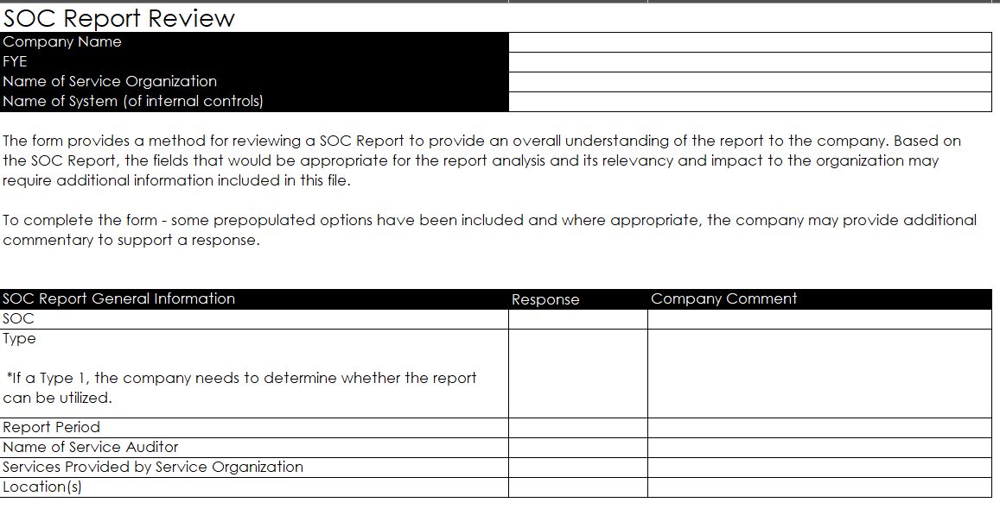 SOC Report Review
Company Name
FYE
Name of Service Organization
Name of System (of internal controls)
The form provides a method for reviewing a SOC Report to provide an overall understanding of the report to the company. Based on
the SOC Report, the fields that would be appropriate for the report analysis and its relevancy and impact to the organization may
require additional information included in this file.
To complete the form - some prepopulated options have been included and where appropriate, the company may provide additional
commentary to support a response.
SOC Report General Information Response Company Comment
SOC
Type
*If a Type 1, the company needs to determine whether the report
can be utilized.
Report Period
Name of Service Auditor
Services Provided by Service Organization
Location(s)